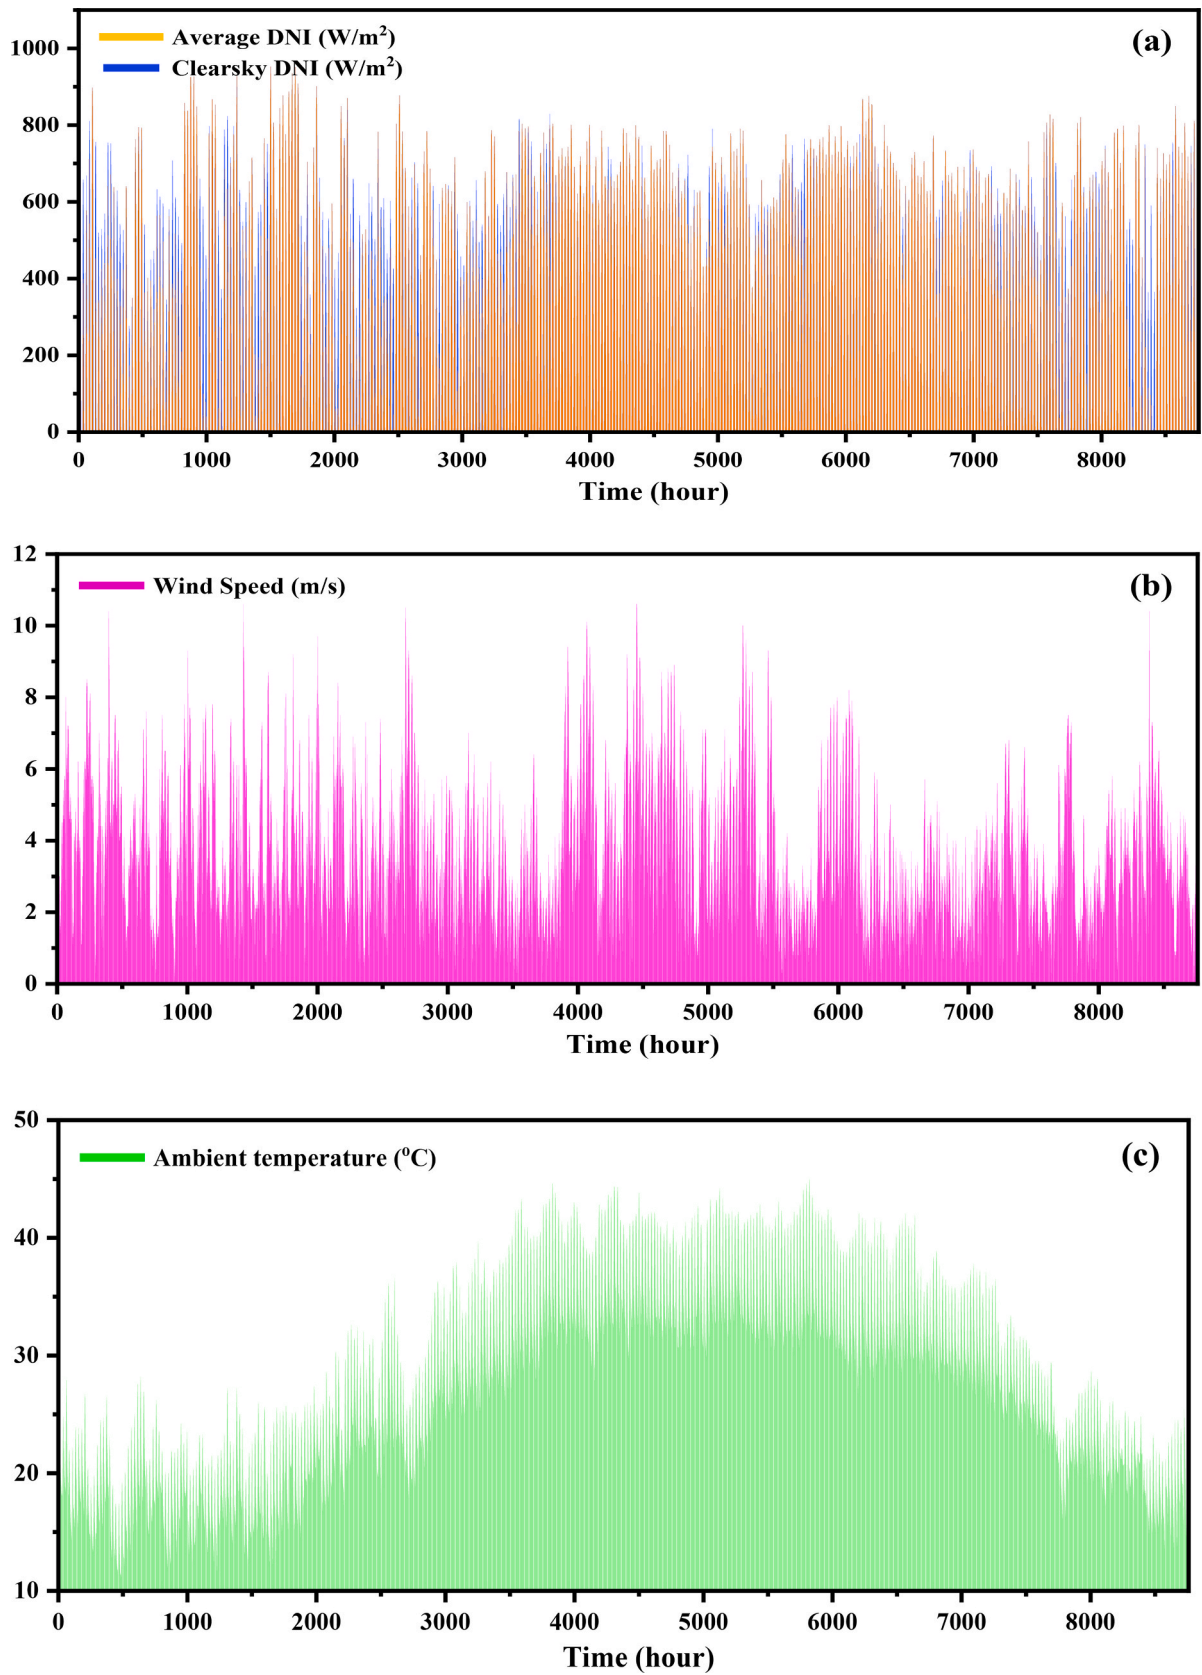 (a)
Average DNI (W/m²)
Clearsky DNI (W/m²)
1000
800
600
400
200
0
0 1000 2000 3000 4000 5000 6000 7000 8000
Time (hour)
12
(b)
Wind Speed (m/s)
10
8
6
4
2
0
0 1000 2000 3000 4000 5000 6000 7000 8000
Time (hour)
50
(c)
Ambient temperature (⁰C)
40
30
20
10
0 1000 2000 3000 4000 5000 6000 7000 8000
Time (hour)